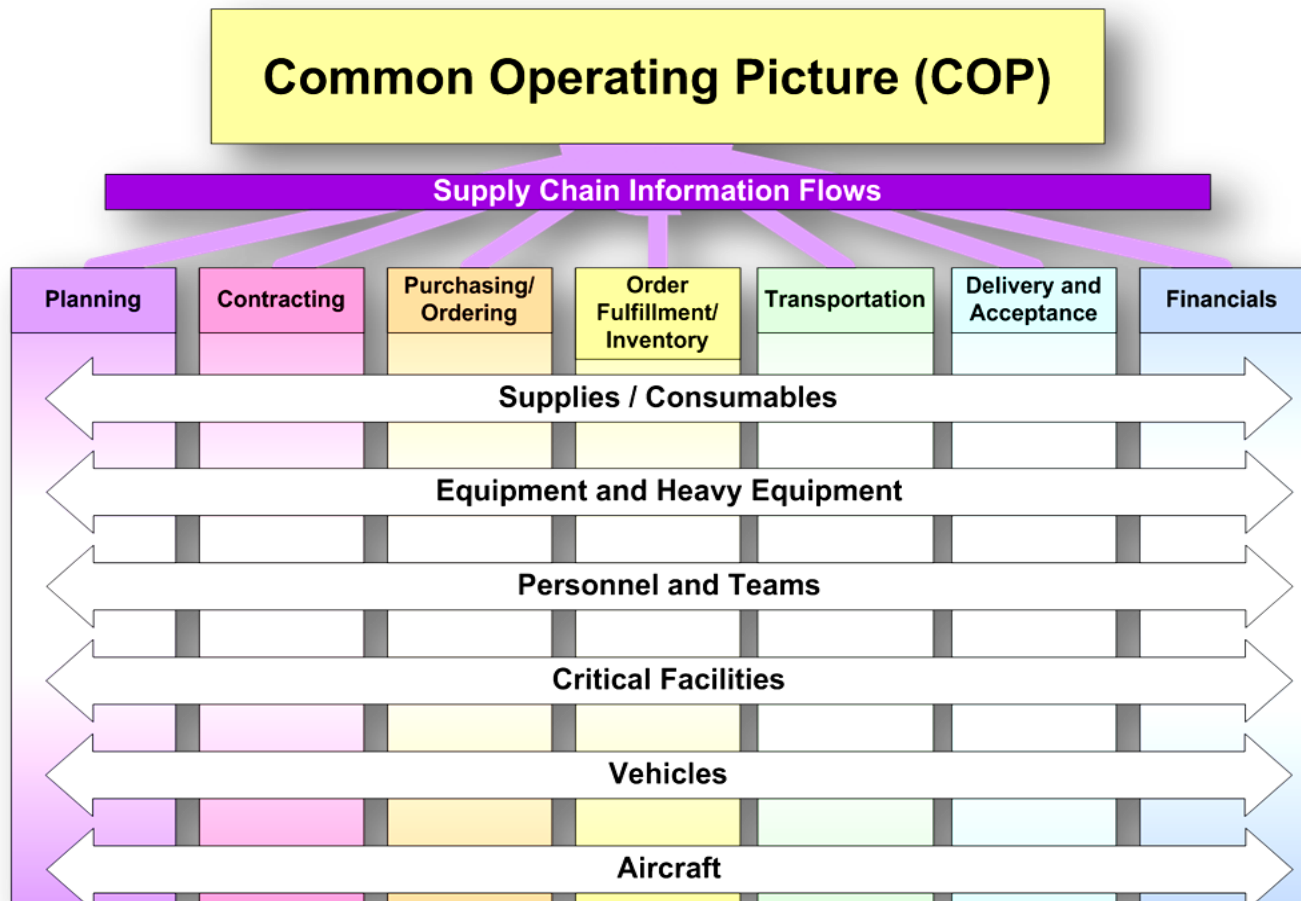 Common Operating Picture (COP)
Supply Chain Information Flows
Planning
Contracting
Purchasing/
Ordering
Order
Fulfillment/
Inventory
Transportation
Delivery and
Acceptance
Financials
Supplies / Consumables
Equipment and Heavy Equipment
Personnel and Teams
Critical Facilities
Vehicles
Aircraft